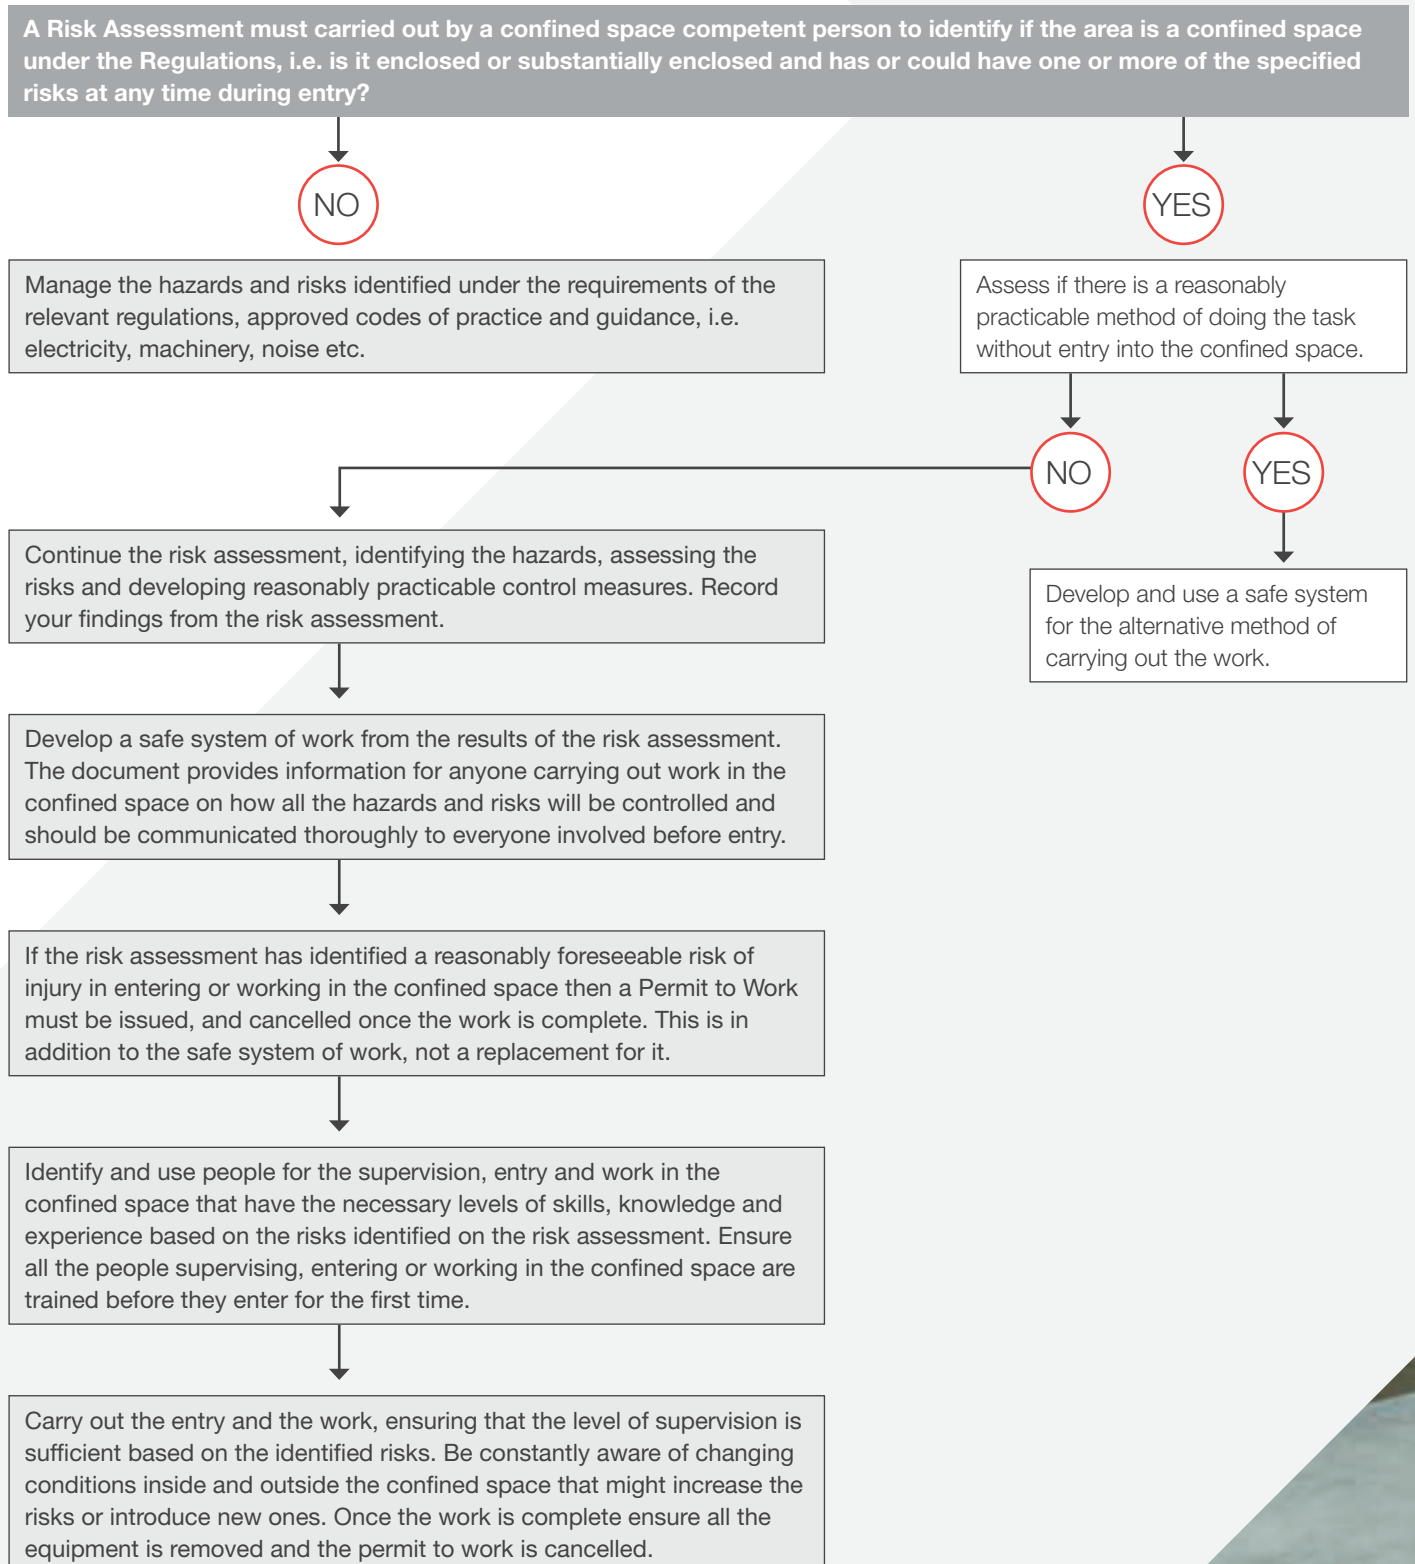 A Risk Assessment must carried out by a confined space competent person to identify if the area is a confined space
under the Regulations, i.e. is it enclosed or substantially enclosed and has or could have one or more of the specified
risks at any time during entry?
NO
YES
Manage the hazards and risks identified under the requirements of the
relevant regulations, approved codes of practice and guidance, i.e.
electricity, machinery, noise etc.
Assess if there is a reasonably
practicable method of doing the task
without entry into the confined space.
NO
YES
Continue the risk assessment, identifying the hazards, assessing the
risks and developing reasonably practicable control measures. Record
your findings from the risk assessment.
Develop and use a safe system
for the alternative method of
carrying out the work.
Develop a safe system of work from the results of the risk assessment.
The document provides information for anyone carrying out work in the
confined space on how all the hazards and risks will be controlled and
should be communicated thoroughly to everyone involved before entry.
If the risk assessment has identified a reasonably foreseeable risk of
injury in entering or working in the confined space then a Permit to Work
must be issued, and cancelled once the work is complete. This is in
addition to the safe system of work, not a replacement for it.
Identify and use people for the supervision, entry and work in the
confined space that have the necessary levels of skills, knowledge and
experience based on the risks identified on the risk assessment. Ensure
all the people supervising, entering or working in the confined space are
trained before they enter for the first time.
Carry out the entry and the work, ensuring that the level of supervision is
sufficient based on the identified risks. Be constantly aware of changing
conditions inside and outside the confined space that might increase the
risks or introduce new ones. Once the work is complete ensure all the
equipment is removed and the permit to work is cancelled.